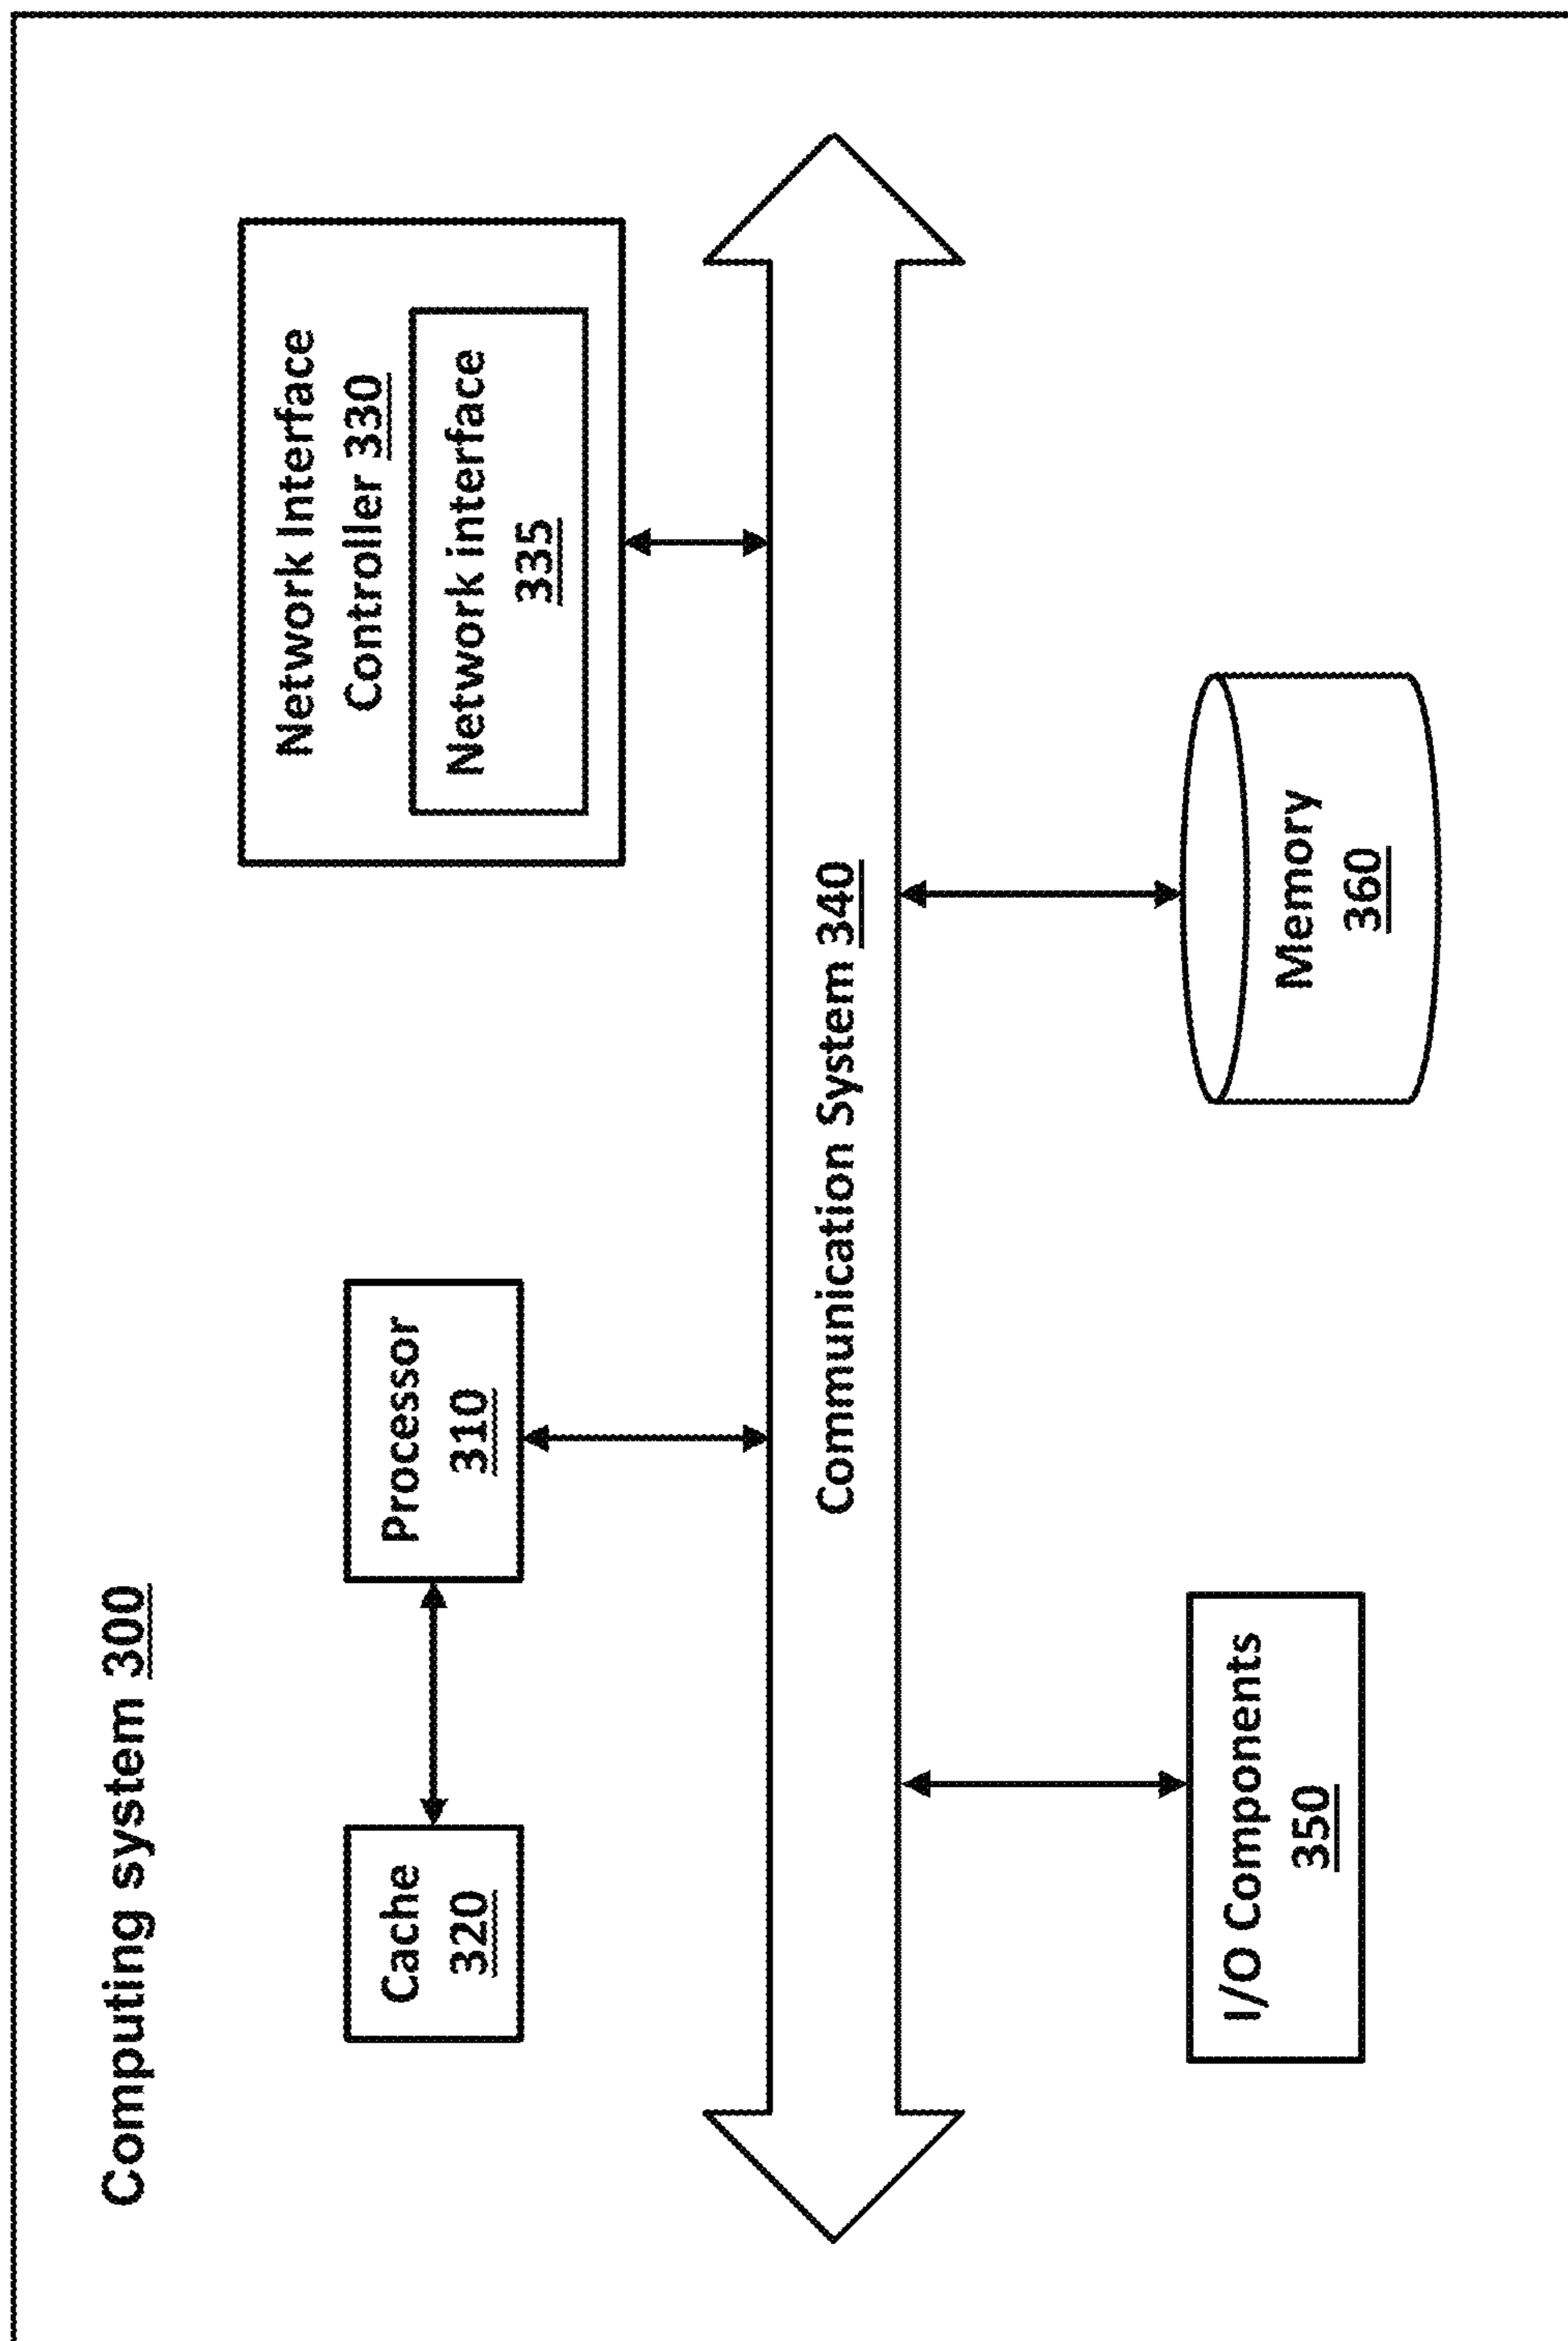 Computing system 300
Cache
320
Processor
310
Network Interface
Controller 330
Network interface
335
Communication System 340
I/O Components
350
Memory
360